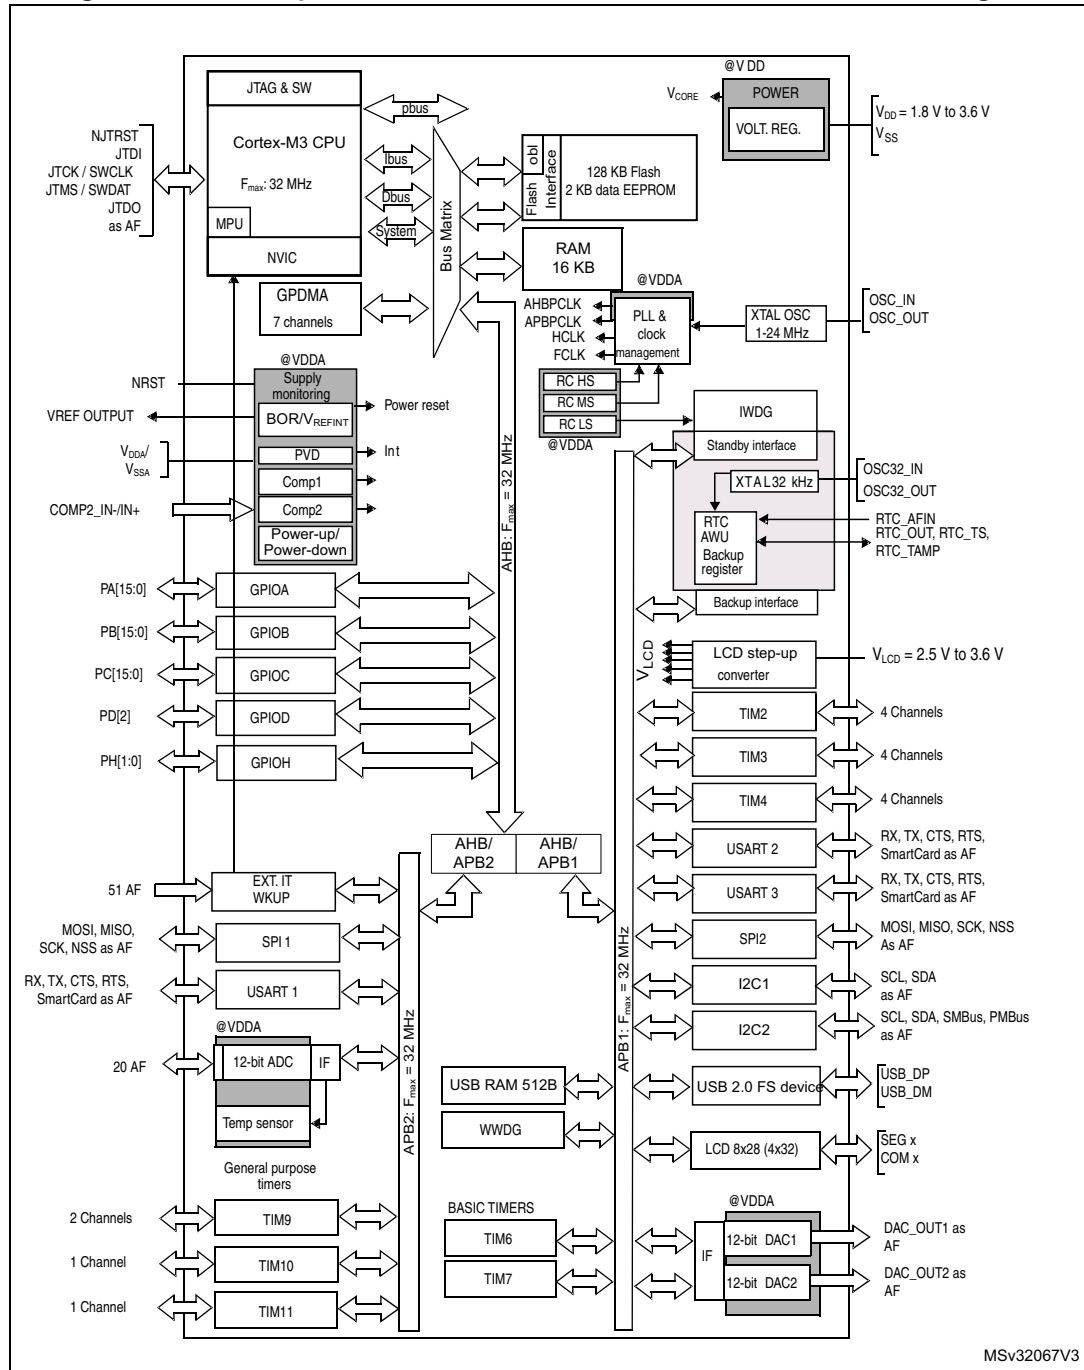 @V DD
JTAG & SW
POWER
VCORE
VDD = 1.8 V to 3.6 V
VSS
VOLT. REG.
pbus
NJTRST
JTDI
JTCK / SWCLK
JTMS / SWDAT
JTDO
as AF
Cortex-M3 CPU
Fmax: 32 MHz
MPU
NVIC
Ibus
Dbus
System
Bus Matrix
obl
Flash
Interface
128 KB Flash
2 KB data EEPROM
RAM
16 KB
GPDMA
7 channels
@VDDA
AHBPCLK
APBPCLK
HCLK
FCLK
PLL &
clock
management
XTAL OSC
1-24 MHz
OSC_IN
OSC_OUT
RC HS
RC MS
RC LS
@VDDA
@VDDA
Supply
monitoring
NRST
BOR/VREFINT
Power reset
VREF OUTPUT
VDDA/
VSSA
PVD
Int
Comp1
COMP2_IN-/IN+
Comp2
Power-up/
Power-down
IWDG
Standby interface
XTAL32 kHz
OSC32_IN
OSC32_OUT
RTC
AWU
Backup
register
RTC_AFIN
RTC_OUT, RTC_TS,
RTC_TAMP
Backup interface
AHB: Fmax = 32 MHz
PA[15:0]
GPIOA
PB[15:0]
GPIOB
PC[15:0]
GPIOC
PD[2]
GPIOD
PH[1:0]
GPIOH
VLCD
LCD step-up
converter
VLCD = 2.5 V to 3.6 V
TIM2
4 Channels
TIM3
4 Channels
TIM4
4 Channels
AHB/
APB2
AHB/
APB1
USART 2
RX, TX, CTS, RTS,
SmartCard as AF
USART 3
RX, TX, CTS, RTS,
SmartCard as AF
51 AF
EXT. IT
WKUP
MOSI, MISO,
SCK, NSS as AF
SPI 1
RX, TX, CTS, RTS,
SmartCard as AF
USART 1
SPI2
MOSI, MISO, SCK, NSS
As AF
I2C1
SCL, SDA
as AF
I2C2
SCL, SDA, SMBus, PMBus
as AF
APB2: Fmax = 32 MHz
APB1: Fmax = 32 MHz
@VDDA
20 AF
12-bit ADC
IF
Temp sensor
USB RAM 512B
USB 2.0 FS device
USB_DP
USB_DM
WWDG
LCD 8x28 (4x32)
SEG x
COM x
General purpose
timers
2 Channels
TIM9
1 Channel
TIM10
1 Channel
TIM11
BASIC TIMERS
TIM6
TIM7
@VDDA
IF
12-bit DAC1
DAC_OUT1 as
AF
12-bit DAC2
DAC_OUT2 as
AF
MSv32067V3